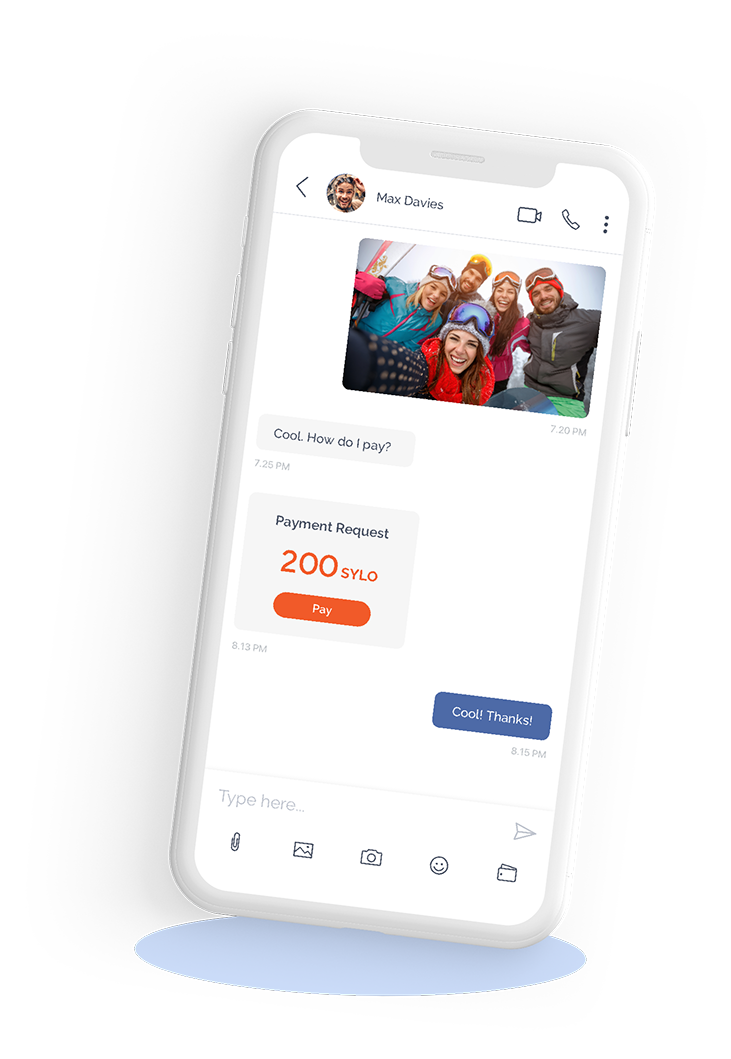 Max Davies
7.20 PM
Cool. How do I pay?
7.25 PM
Payment Request
200 SYLO
Pay
8.13 PM
Cool! Thanks!
8.15 PM
Type here...